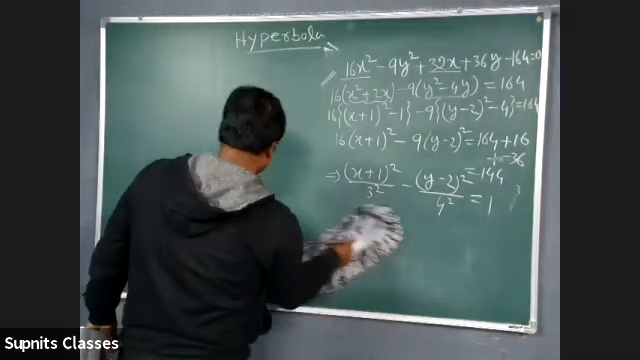 Hyperbola
16x² - 9y² + 32x + 36y - 164 = 0
16(x² + 2x) - 9(y² - 4y) = 164
16{(x+1)² - 1} - 9{(y-2)² - 4} = 164
16(x+1)² - 9(y-2)² = 164 + 16 - 36
= 144
⇒ (x+1)²/3² - (y-2)²/4² = 1
Supnits Classes